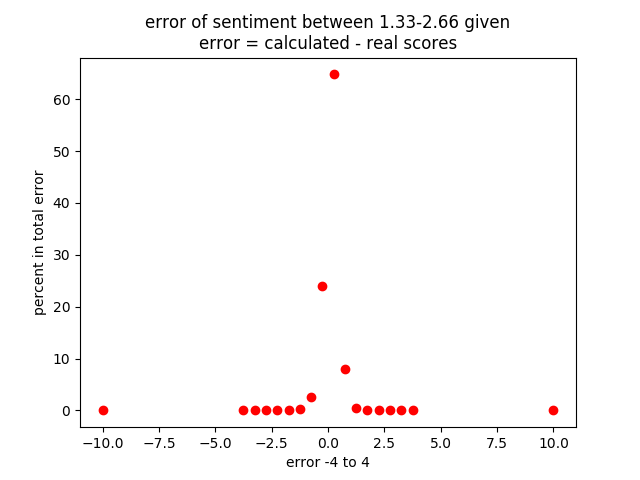 error of sentiment between 1.33-2.66 given
error = calculated - real scores
60
50
40
30
20
10
0
percent in total error
−10.0 −7.5 −5.0 −2.5 0.0 2.5 5.0 7.5 10.0
error -4 to 4